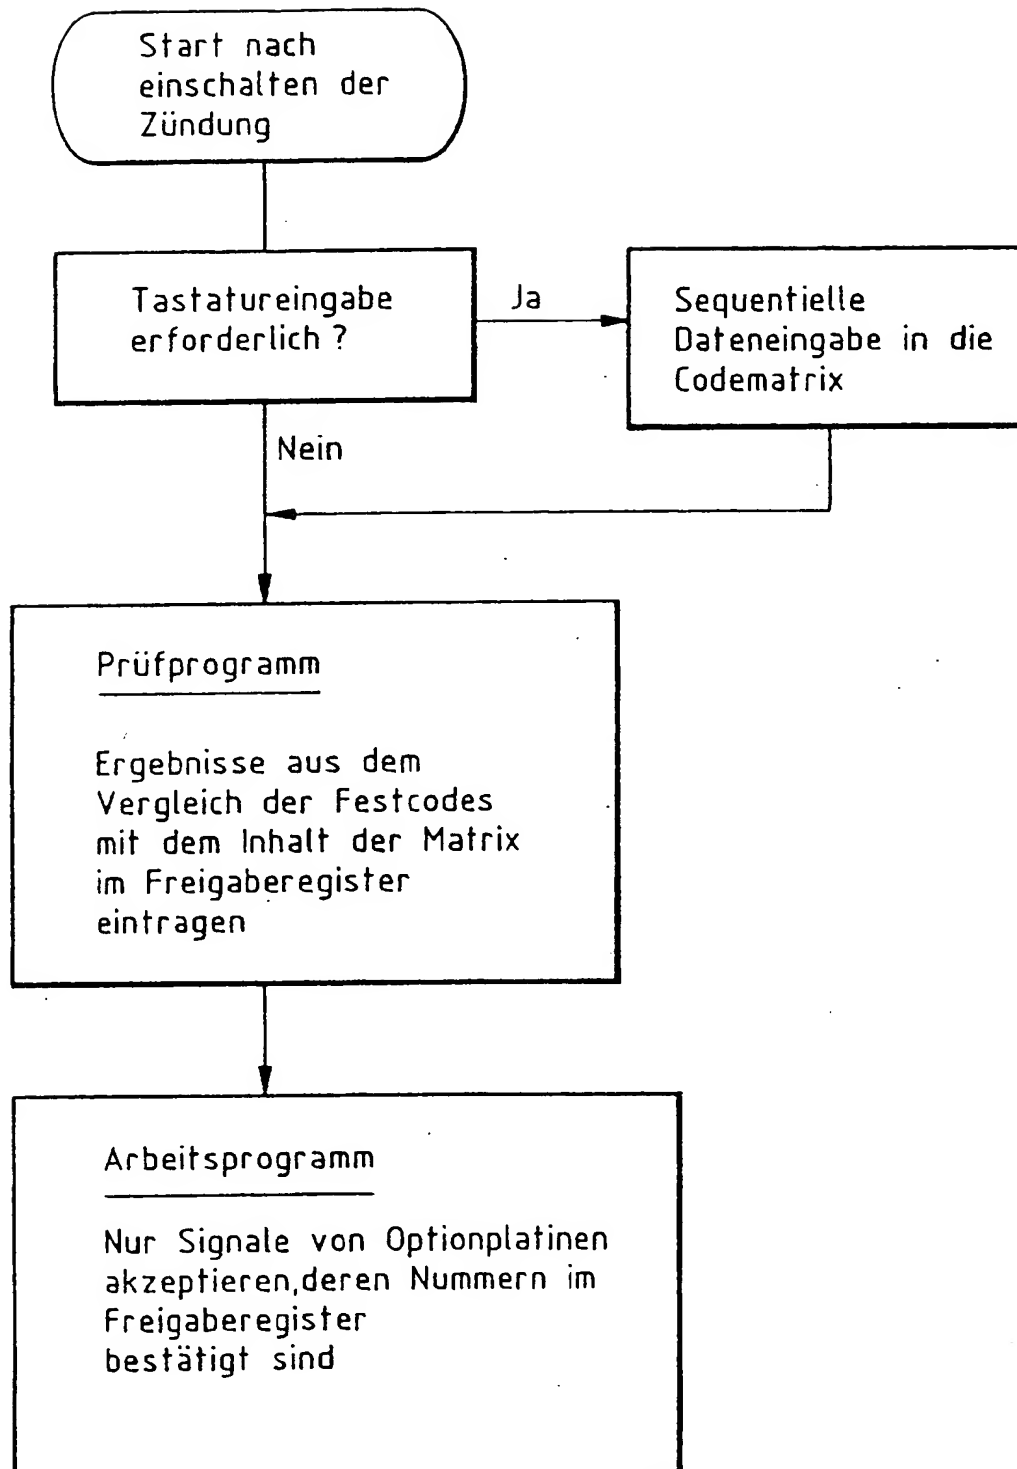 Start nach
einschalten der
Zündung
Tastatureingabe
erforderlich ?
Ja
Sequentielle
Dateneingabe in die
Codematrix
Nein
Prüfprogramm
Ergebnisse aus dem
Vergleich der Festcodes
mit dem Inhalt der Matrix
im Freigaberegister
eintragen
Arbeitsprogramm
Nur Signale von Optionplatinen
akzeptieren,deren Nummern im
Freigaberegister
bestätigt sind